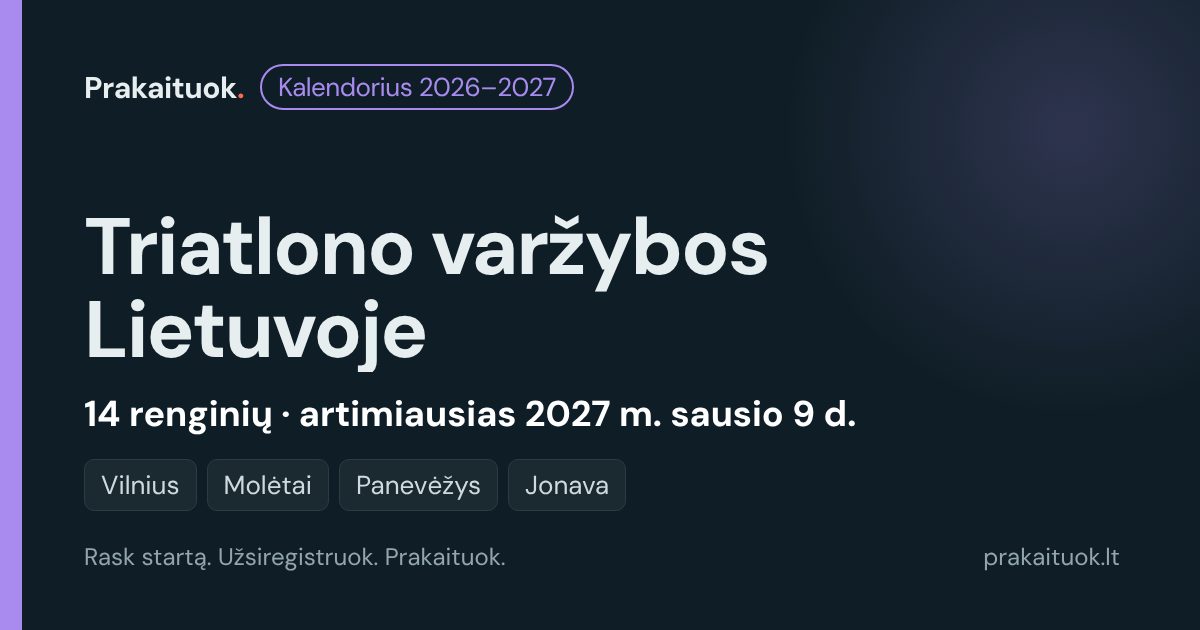 Prakaituok. Kalendorius 2026–2027
Triatlono varžybos
Lietuvoje
14 renginių · artimiausias 2027 m. sausio 9 d.
Vilnius Molėtai Panevėžys Jonava
Rask startą. Užsiregistruok. Prakaituok. prakaituok.lt